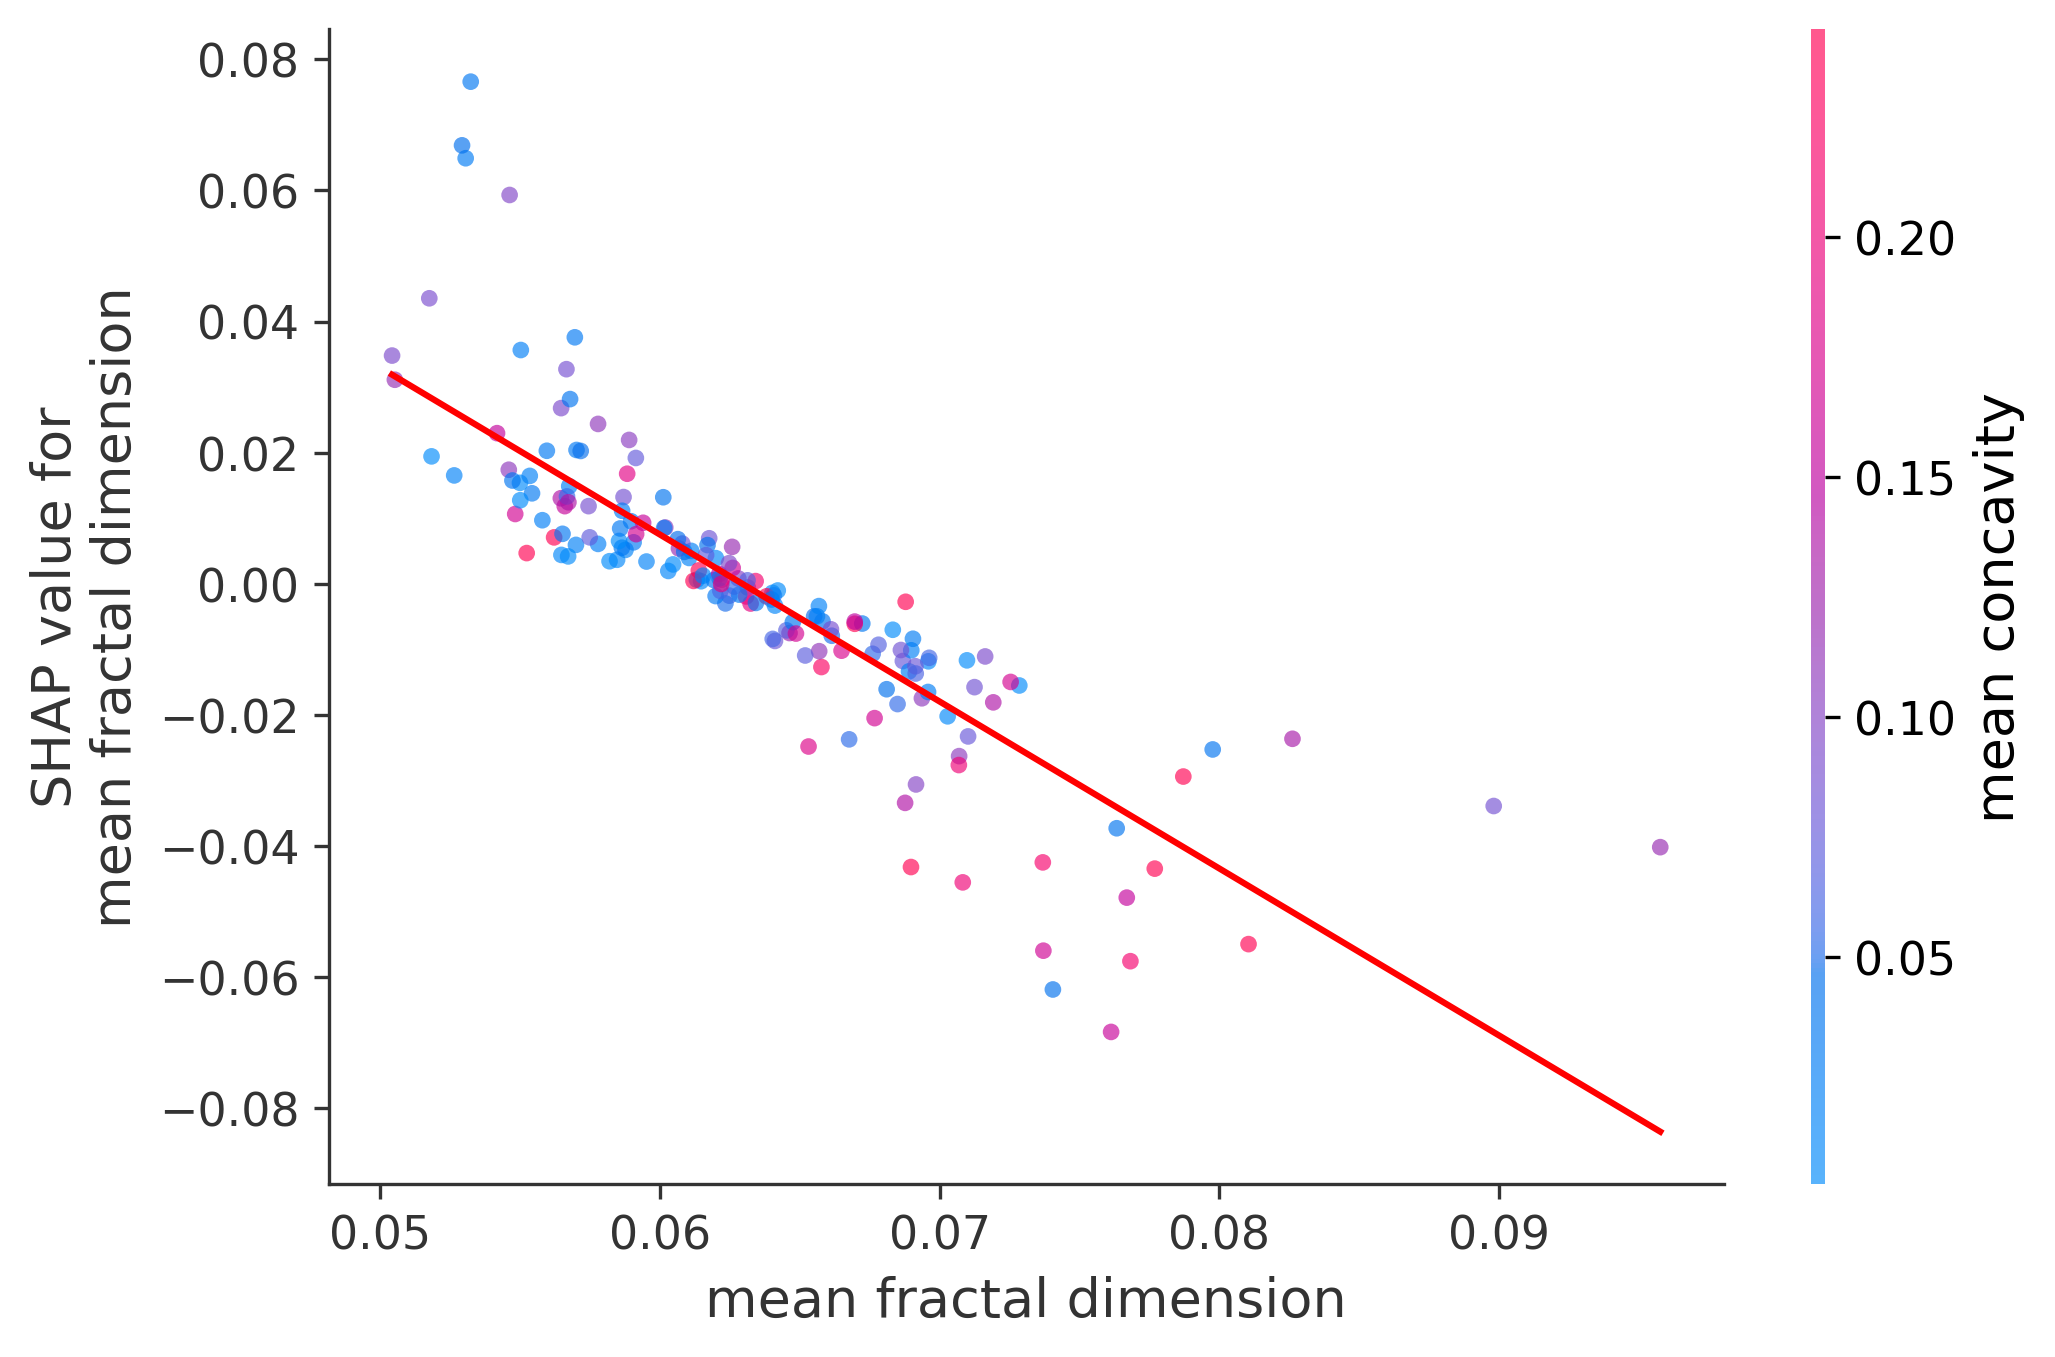 SHAP value for
mean fractal dimension
0.08
0.06
0.04
0.02
0.00
−0.02
−0.04
−0.06
−0.08
0.05 0.06 0.07 0.08 0.09
mean fractal dimension
0.20
0.15
0.10
0.05
mean concavity